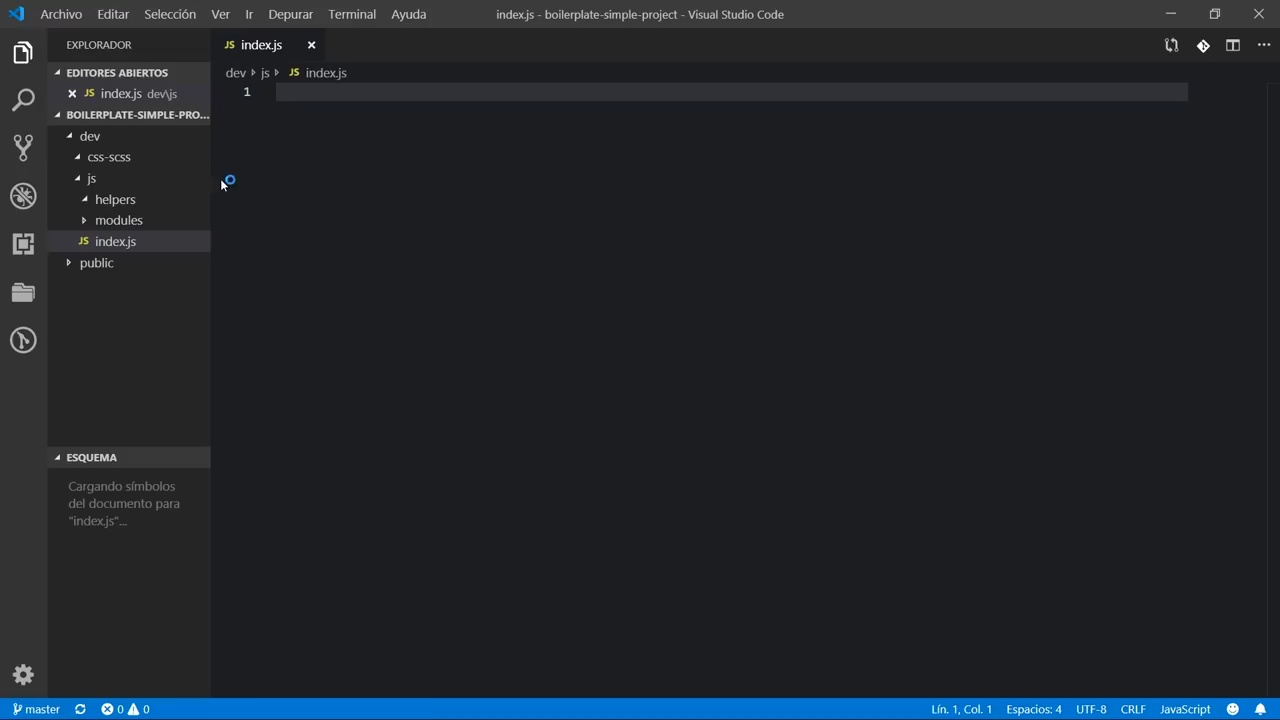 Archivo Editar Selección Ver Ir Depurar Terminal Ayuda index.js - boilerplate-simple-project - Visual Studio Code
EXPLORADOR
JS index.js
EDITORES ABIERTOS
JS index.js dev\js
dev js JS index.js
BOILERPLATE-SIMPLE-PRO...
1
dev
css-scss
js
helpers
modules
JS index.js
public
ESQUEMA
Cargando símbolos
del documento para
"index.js"...
master 0 0 Lín. 1, Col. 1 Espacios: 4 UTF-8 CRLF JavaScript